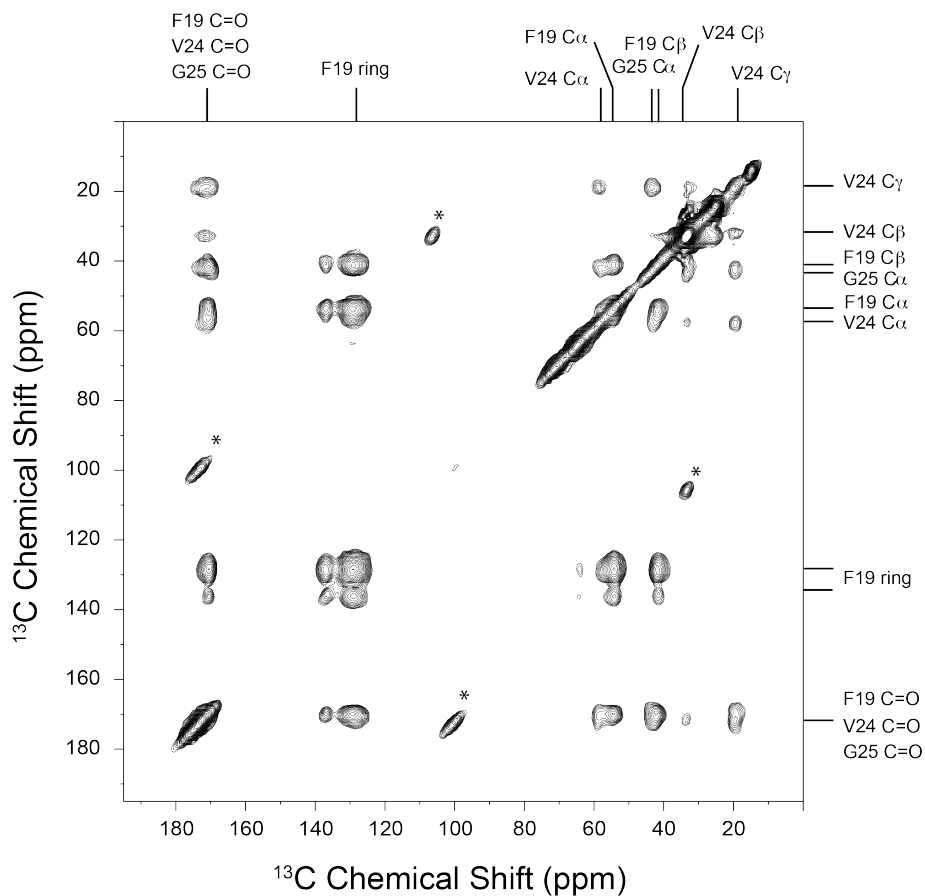 F19 C=O
V24 C=O
G25 C=O
F19 ring
F19 Cα
V24 Cα
F19 Cβ
G25 Cα
V24 Cβ
V24 Cγ
20
40
60
80
100
120
140
160
180
¹³C Chemical Shift (ppm)
*
*
*
*
V24 Cγ
V24 Cβ
F19 Cβ
G25 Cα
F19 Cα
V24 Cα
F19 ring
F19 C=O
V24 C=O
G25 C=O
180 160 140 120 100 80 60 40 20
¹³C Chemical Shift (ppm)